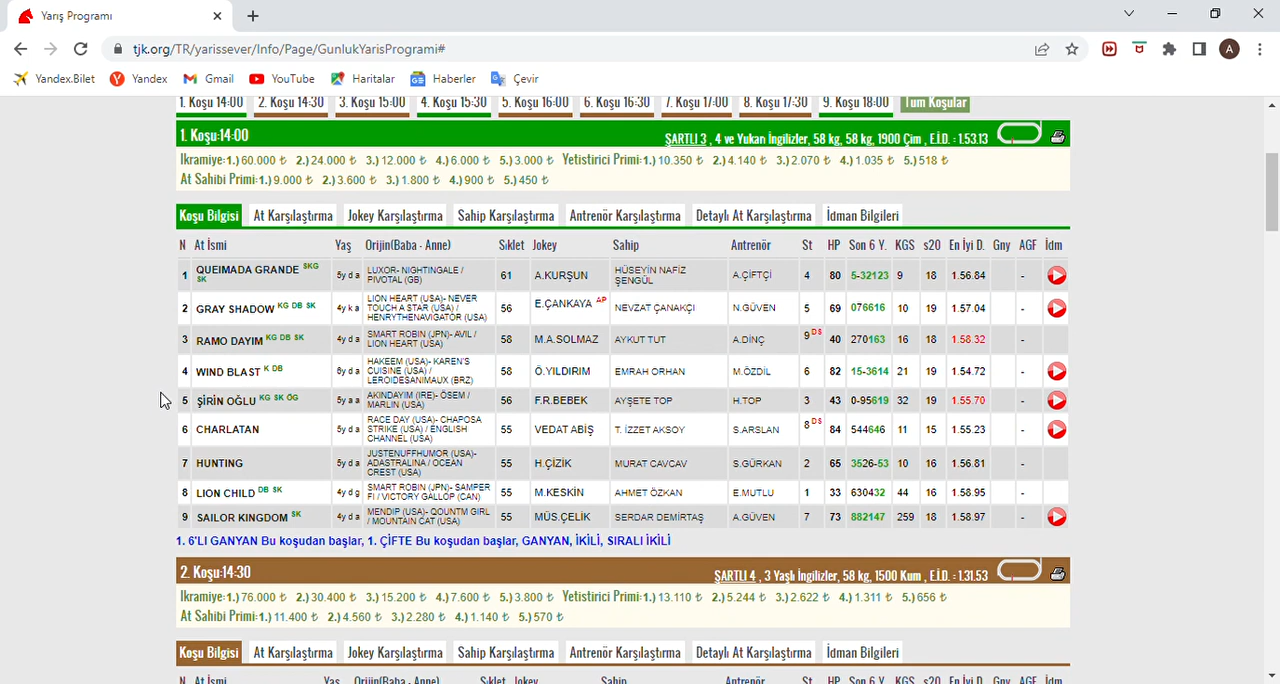 Yarış Programı
tjk.org/TR/yarissever/Info/Page/GunlukYarisProgrami#
A
Yandex.Bilet Yandex Gmail YouTube Haritalar Haberler Çevir
1. Koşu 14:00 2. Koşu 14:30 3. Koşu 15:00 4. Koşu 15:30 5. Koşu 16:00 6. Koşu 16:30 7. Koşu 17:00 8. Koşu 17:30 9. Koşu 18:00 Tüm Koşular
1. Koşu:14:00 ŞARTLI 3 , 4 ve Yukarı İngilizler, 58 kg, 58 kg, 1900 Çim , E.İ.D. : 1.53.13
Ikramiye:1.) 60.000 ₺ 2.) 24.000 ₺ 3.) 12.000 ₺ 4.) 6.000 ₺ 5.) 3.000 ₺ Yetistirici Primi:1.) 10.350 ₺ 2.) 4.140 ₺ 3.) 2.070 ₺ 4.) 1.035 ₺ 5.) 518 ₺
At Sahibi Primi:1.) 9.000 ₺ 2.) 3.600 ₺ 3.) 1.800 ₺ 4.) 900 ₺ 5.) 450 ₺
Koşu Bilgisi At Karşılaştırma Jokey Karşılaştırma Sahip Karşılaştırma Antrenör Karşılaştırma Detaylı At Karşılaştırma İdman Bilgileri
N At İsmi Yaş Orijin(Baba - Anne) Sıklet Jokey Sahip Antrenör St HP Son 6 Y. KGS s20 En İyi D. Gny AGF İdm
1 QUEIMADA GRANDE SKG SK 5y d a LUXOR- NIGHTINGALE / PIVOTAL (GB) 61 A.KURŞUN HÜSEYİN NAFİZ ŞENGÜL A.ÇİFTÇİ 4 80 5-32123 9 18 1.56.84 -
2 GRAY SHADOW KG DB SK 4y k a LION HEART (USA)- NEVER TOUCH A STAR (USA) / HENRYTHENAVIGATOR (USA) 56 E.ÇANKAYA AP NEVZAT ÇANAKÇI N.GÜVEN 5 69 076616 10 19 1.57.04 -
3 RAMO DAYIM KG DB SK 4y d a SMART ROBIN (JPN)- AVIL / LION HEART (USA) 58 M.A.SOLMAZ AYKUT TUT A.DİNÇ 9 DS 40 270163 16 18 1.58.32 -
4 WIND BLAST K DB 8y d a HAKEEM (USA)- KAREN'S CUISINE (USA) / LEROIDESANIMAUX (BRZ) 58 Ö.YILDIRIM EMRAH ORHAN M.ÖZDİL 6 82 15-3614 21 19 1.54.72 -
5 ŞİRİN OĞLU KG SK ÖG 5y a a AKINDAYIM (IRE)- ÖSEM / MARLIN (USA) 56 F.R.BEBEK AYŞETE TOP H.TOP 3 43 0-95619 32 19 1.55.70 -
6 CHARLATAN 5y d a RACE DAY (USA)- CHAPOSA STRIKE (USA) / ENGLISH CHANNEL (USA) 55 VEDAT ABİŞ T. İZZET AKSOY S.ARSLAN 8 DS 84 544646 11 15 1.55.23 -
7 HUNTING 5y d a JUSTENUFFHUMOR (USA)- ADASTRALINA / OCEAN CREST (USA) 55 H.ÇİZİK MURAT CAVCAV S.GÜRKAN 2 65 3526-53 10 16 1.56.81 -
8 LION CHILD DB SK 4y d g SMART ROBIN (JPN)- SAMPER FI / VICTORY GALLOP (CAN) 55 M.KESKİN AHMET ÖZKAN E.MUTLU 1 33 630432 44 16 1.58.95 -
9 SAILOR KINGDOM SK 4y d a MENDIP (USA)- QOUNTM GIRL / MOUNTAIN CAT (USA) 55 MÜS.ÇELİK SERDAR DEMİRTAŞ A.GÜVEN 7 73 882147 259 18 1.58.97 -
1. 6'LI GANYAN Bu koşudan başlar, 1. ÇİFTE Bu koşudan başlar, GANYAN, İKİLİ, SIRALI İKİLİ
2. Koşu:14:30 ŞARTLI 4 , 3 Yaşlı İngilizler, 58 kg, 1500 Kum , E.İ.D. : 1.31.53
Ikramiye:1.) 76.000 ₺ 2.) 30.400 ₺ 3.) 15.200 ₺ 4.) 7.600 ₺ 5.) 3.800 ₺ Yetistirici Primi:1.) 13.110 ₺ 2.) 5.244 ₺ 3.) 2.622 ₺ 4.) 1.311 ₺ 5.) 656 ₺
At Sahibi Primi:1.) 11.400 ₺ 2.) 4.560 ₺ 3.) 2.280 ₺ 4.) 1.140 ₺ 5.) 570 ₺
Koşu Bilgisi At Karşılaştırma Jokey Karşılaştırma Sahip Karşılaştırma Antrenör Karşılaştırma Detaylı At Karşılaştırma İdman Bilgileri
N At İsmi Yaş Orijin(Baba - Anne) Sıklet Jokey Sahip Antrenör St HP Son 6 Y. KGS s20 En İyi D. Gny AGF İdm